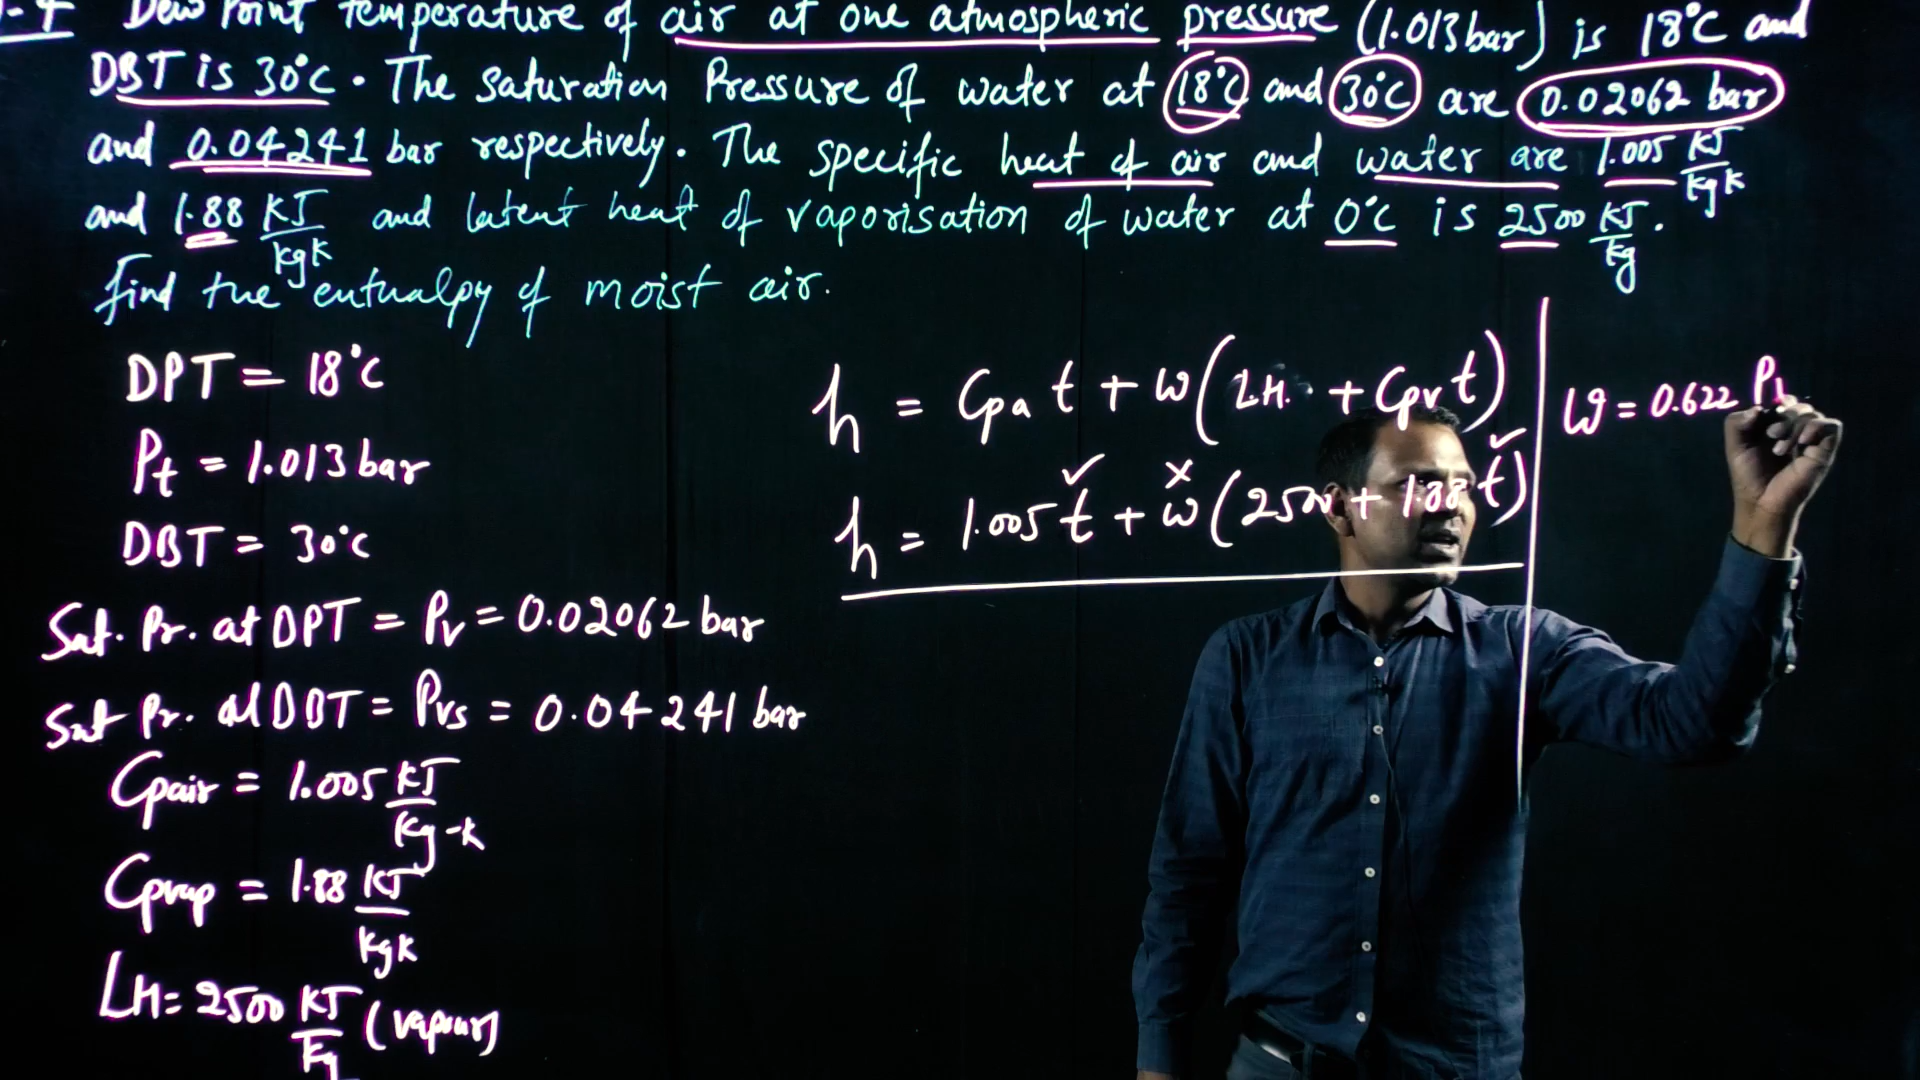 Dew Point temperature of air at one atmospheric pressure (1.013 bar) is 18°C and
DBT is 30°C. The saturation Pressure of water at 18°C and 30°C are 0.02062 bar
and 0.04241 bar respectively. The specific heat of air and water are 1.005 KJ/KgK
and 1.88 KJ/KgK and latent heat of vaporisation of water at 0°C is 2500 KJ/Kg.
find the enthalpy of moist air.
DPT = 18°C
Pt = 1.013 bar
DBT = 30°C
Sat. Pr. at DPT = Pv = 0.02062 bar
Sat Pr. at DBT = Pvs = 0.04241 bar
Cpair = 1.005 KJ/Kg-K
Cpvap = 1.88 KJ/KgK
LH = 2500 KJ/Kg (vapour)
h = Cpa t + w (L.H. + Cpv t)
h = 1.005 t + w (2500 + 1.88 t)
W = 0.622